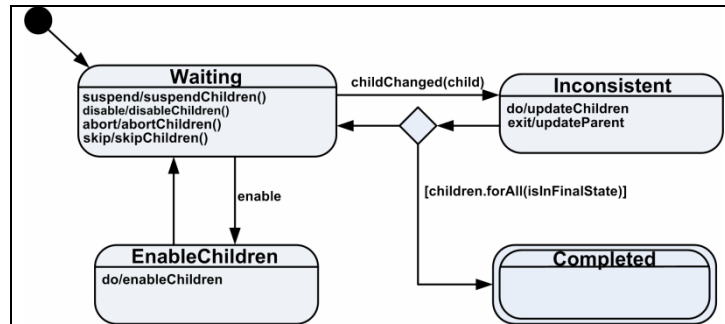 Waiting
suspend/suspendChildren()
disable/disableChildren()
abort/abortChildren()
skip/skipChildren()
childChanged(child)
Inconsistent
do/updateChildren
exit/updateParent
enable
[children.forAll(isInFinalState)]
EnableChildren
do/enableChildren
Completed